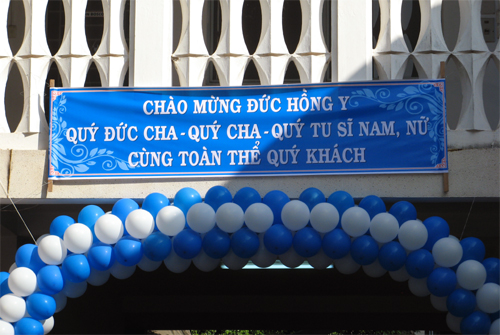 CHÀO MỪNG ĐỨC HỒNG Y
QUÝ ĐỨC CHA - QUÝ CHA - QUÝ TU SĨ NAM, NỮ
CÙNG TOÀN THỂ QUÝ KHÁCH